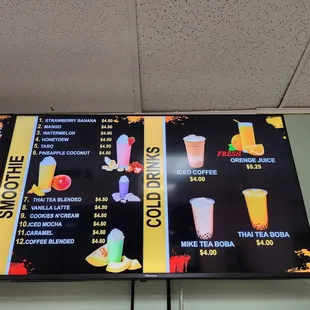 SMOOTHIE
1. STRAWBERRY BANANA $4.50
2. MANGO $4.50
3. WATERMELON $4.50
4. HONEYDEW $4.50
5. TARO $4.50
6. PINEAPPLE COCONUT $4.50
7. THAI TEA BLENDED $4.50
8. VANILLA LATTE $4.50
9. COOKIES N'CREAM $4.50
10. ICED MOCHA $4.50
11. CARAMEL $4.50
12. COFFEE BLENDED $4.50
COLD DRINKS
ICED COFFEE
$4.00
FRESH
ORENGE JUICE
$5.25
MIKE TEA BOBA
$4.00
THAI TEA BOBA
$4.00